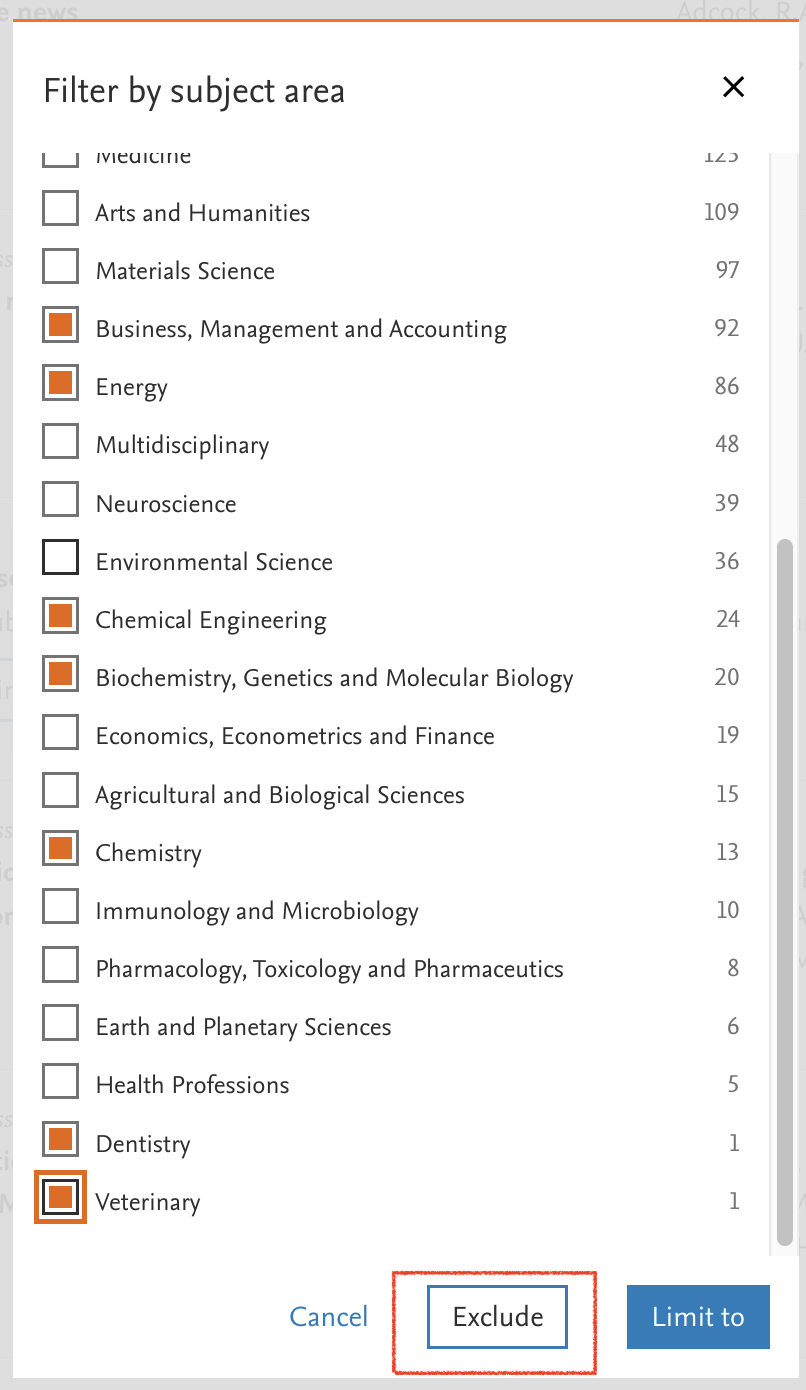 e news
Adcock, R.A
Filter by subject area
Medicine 123
Arts and Humanities 109
Materials Science 97
Business, Management and Accounting 92
Energy 86
Multidisciplinary 48
Neuroscience 39
Environmental Science 36
Chemical Engineering 24
Biochemistry, Genetics and Molecular Biology 20
Economics, Econometrics and Finance 19
Agricultural and Biological Sciences 15
Chemistry 13
Immunology and Microbiology 10
Pharmacology, Toxicology and Pharmaceutics 8
Earth and Planetary Sciences 6
Health Professions 5
Dentistry 1
Veterinary 1
Cancel Exclude Limit to